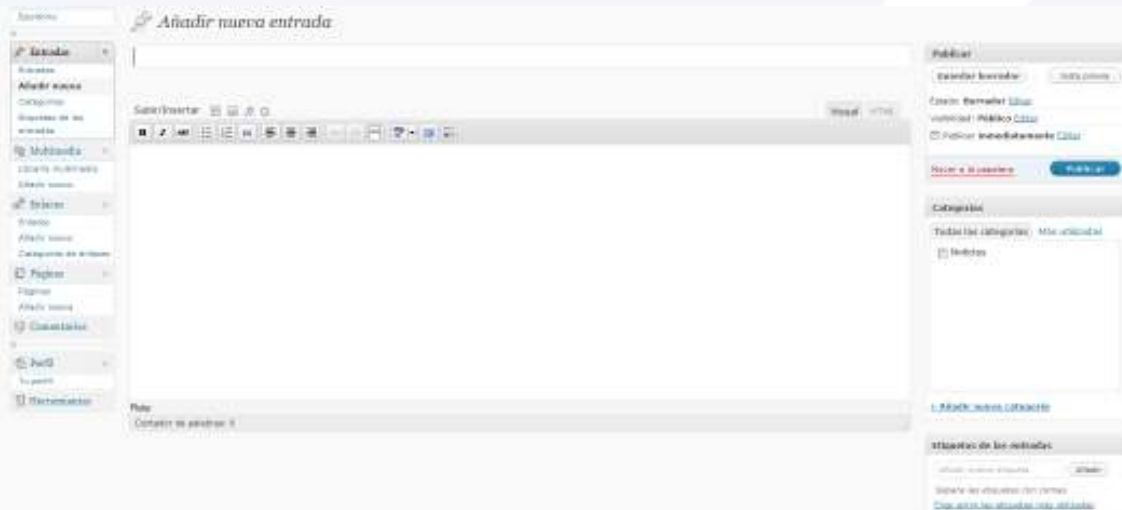 Escritorio
Entradas
Entradas
Añadir nueva
Categorías
Etiquetas de las
entradas
Multimedia
Librería multimedia
Añadir nuevo
Enlaces
Enlaces
Añadir nuevo
Categorías de enlaces
Páginas
Páginas
Añadir nueva
Comentarios
Perfil
Tu perfil
Herramientas
Añadir nueva entrada
Subir/Insertar
Visual HTML
Ruta:
Contador de palabras: 0
Publicar
Guardar borrador Vista previa
Estado: Borrador Editar
Visibilidad: Público Editar
Publicar inmediatamente Editar
Mover a la papelera Publicar
Categorías
Todas las categorías Más utilizadas
Noticias
+ Añadir nueva categoría
Etiquetas de las entradas
Añadir nueva etiqueta Añadir
Separa las etiquetas con comas
Elige entre las etiquetas más utilizadas